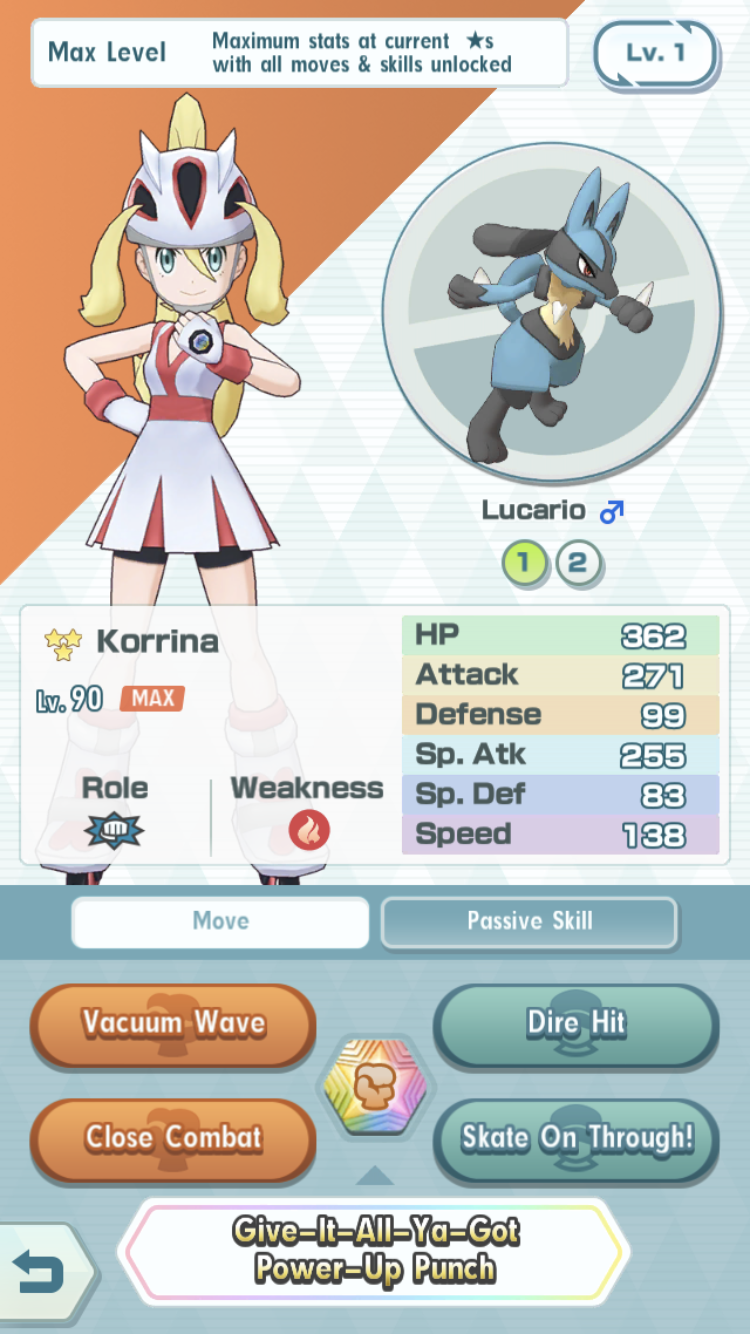 Max Level
Maximum stats at current ★s
with all moves & skills unlocked
Lv. 1
Lucario ♂
1 2
Korrina
Lv. 90 MAX
Role
Weakness
HP 362
Attack 271
Defense 99
Sp. Atk 255
Sp. Def 83
Speed 138
Move
Passive Skill
Vacuum Wave
Dire Hit
Close Combat
Skate On Through!
Give-It-All-Ya-Got
Power-Up Punch